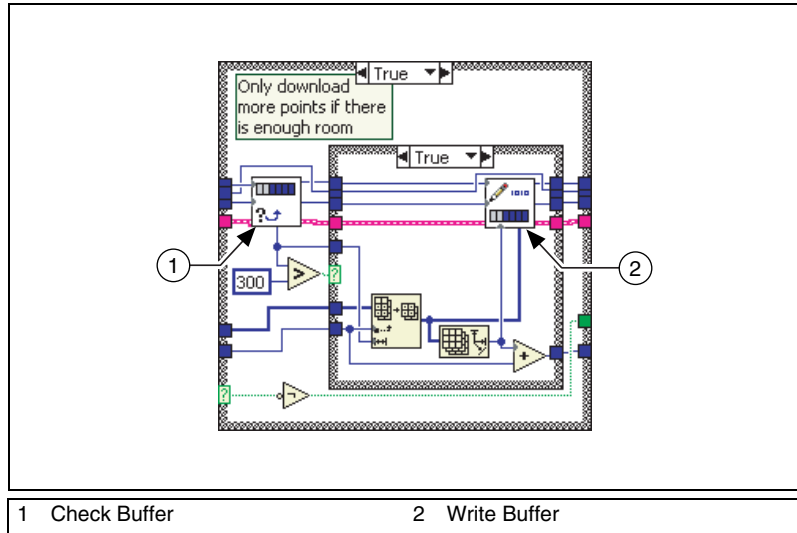 True
Only download
more points if there
is enough room
True
?
1010
1
2
300
>
?
+
?
1 Check Buffer 2 Write Buffer